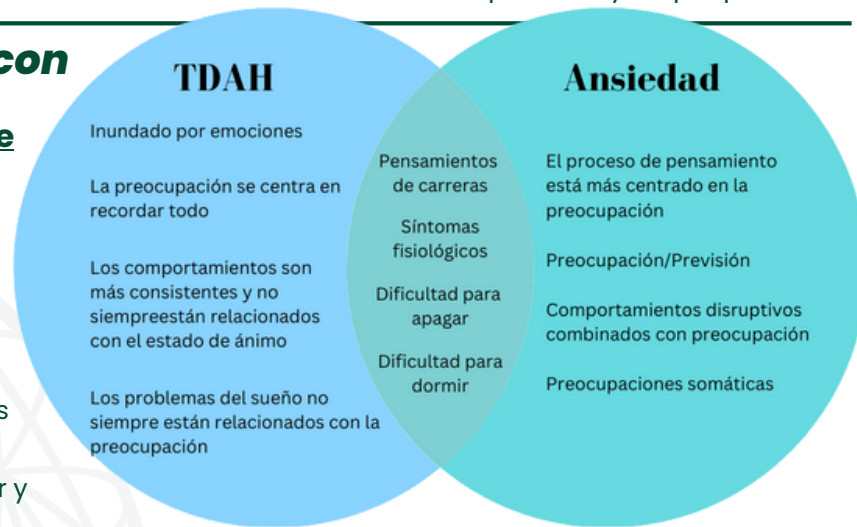 con
e
s
r y
TDAH
Inundado por emociones
La preocupación se centra en
recordar todo
Los comportamientos son
más consistentes y no
siempreestán relacionados
con el estado de ánimo
Los problemas del sueño no
siempre están relacionados con la
preocupación
Pensamientos
de carreras
Síntomas
fisiológicos
Dificultad para
apagar
Dificultad para
dormir
Ansiedad
El proceso de pensamiento
está más centrado en la
preocupación
Preocupación/Previsión
Comportamientos disruptivos
combinados con preocupación
Preocupaciones somáticas